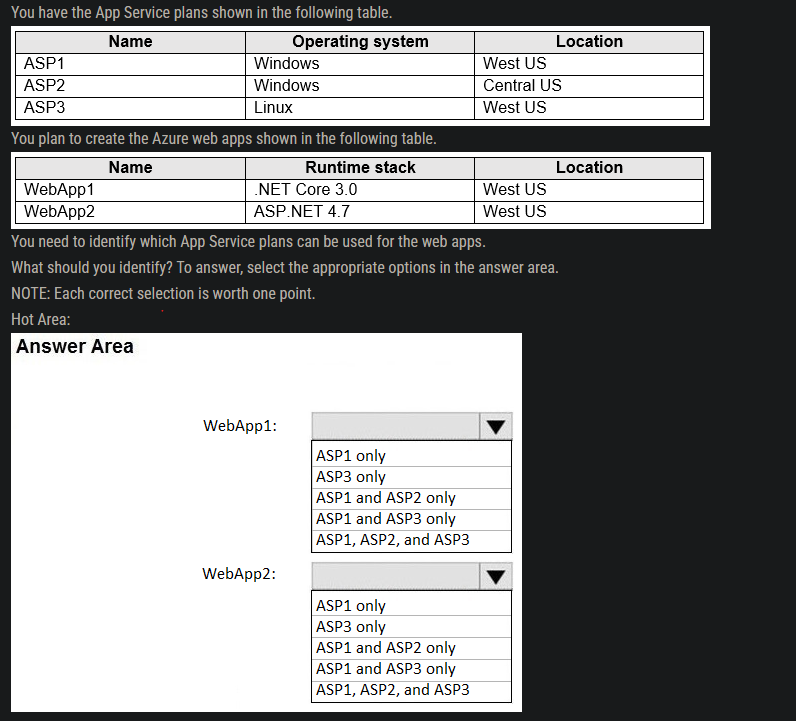 You have the App Service plans shown in the following table.
Name Operating system Location
ASP1 Windows West US
ASP2 Windows Central US
ASP3 Linux West US
You plan to create the Azure web apps shown in the following table.
Name Runtime stack Location
WebApp1 .NET Core 3.0 West US
WebApp2 ASP.NET 4.7 West US
You need to identify which App Service plans can be used for the web apps.
What should you identify? To answer, select the appropriate options in the answer area.
NOTE: Each correct selection is worth one point.
Hot Area:
Answer Area
WebApp1:
ASP1 only
ASP3 only
ASP1 and ASP2 only
ASP1 and ASP3 only
ASP1, ASP2, and ASP3
WebApp2:
ASP1 only
ASP3 only
ASP1 and ASP2 only
ASP1 and ASP3 only
ASP1, ASP2, and ASP3